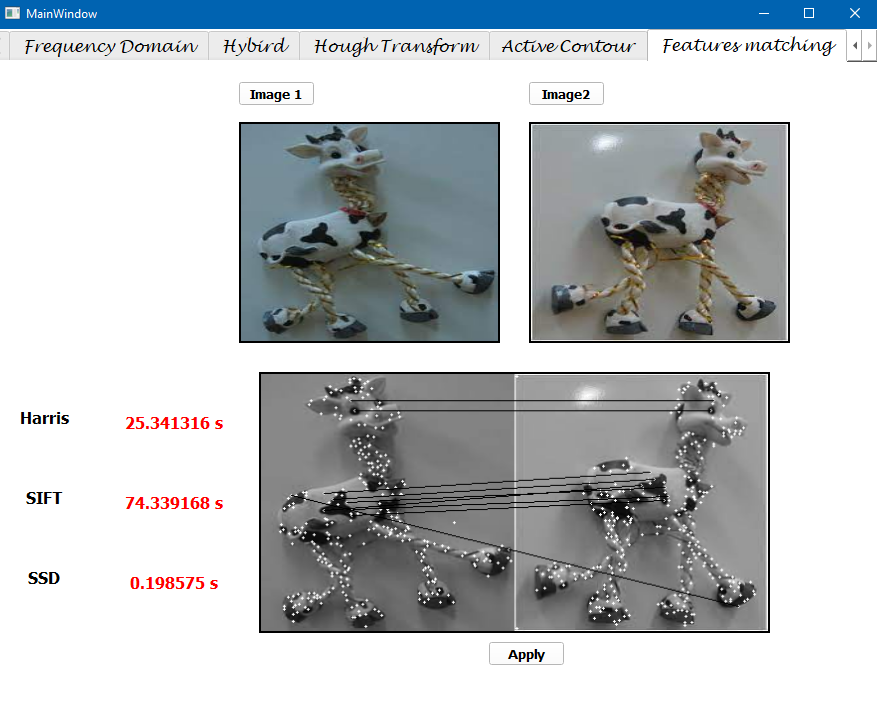 MainWindow
Frequency Domain Hybird Hough Transform Active Contour Features matching
Image 1 Image2
Harris 25.341316 s
SIFT 74.339168 s
SSD 0.198575 s
Apply